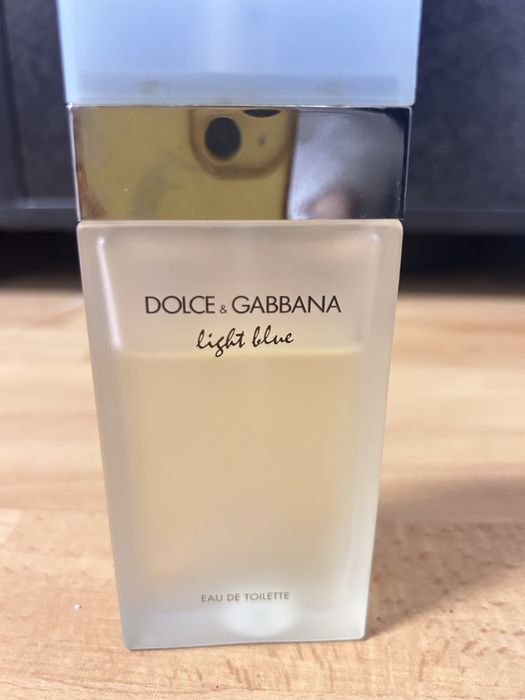 DOLCE & GABBANA
light blue
EAU DE TOILETTE